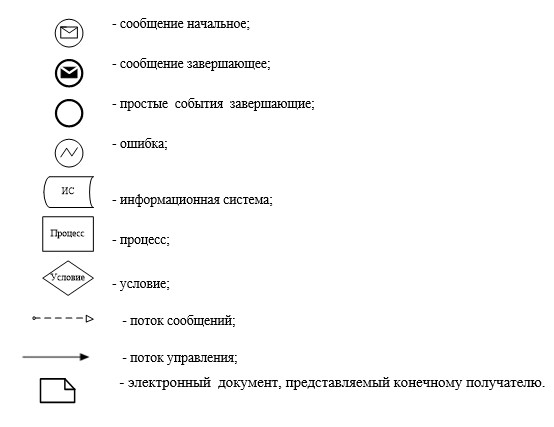 - сообщение начальное;
- сообщение завершающее;
- простые события завершающие;
- ошибка;
ИС
- информационная система;
Процесс
- процесс;
Условие
- условие;
- поток сообщений;
- поток управления;
- электронный документ, представляемый конечному получателю.